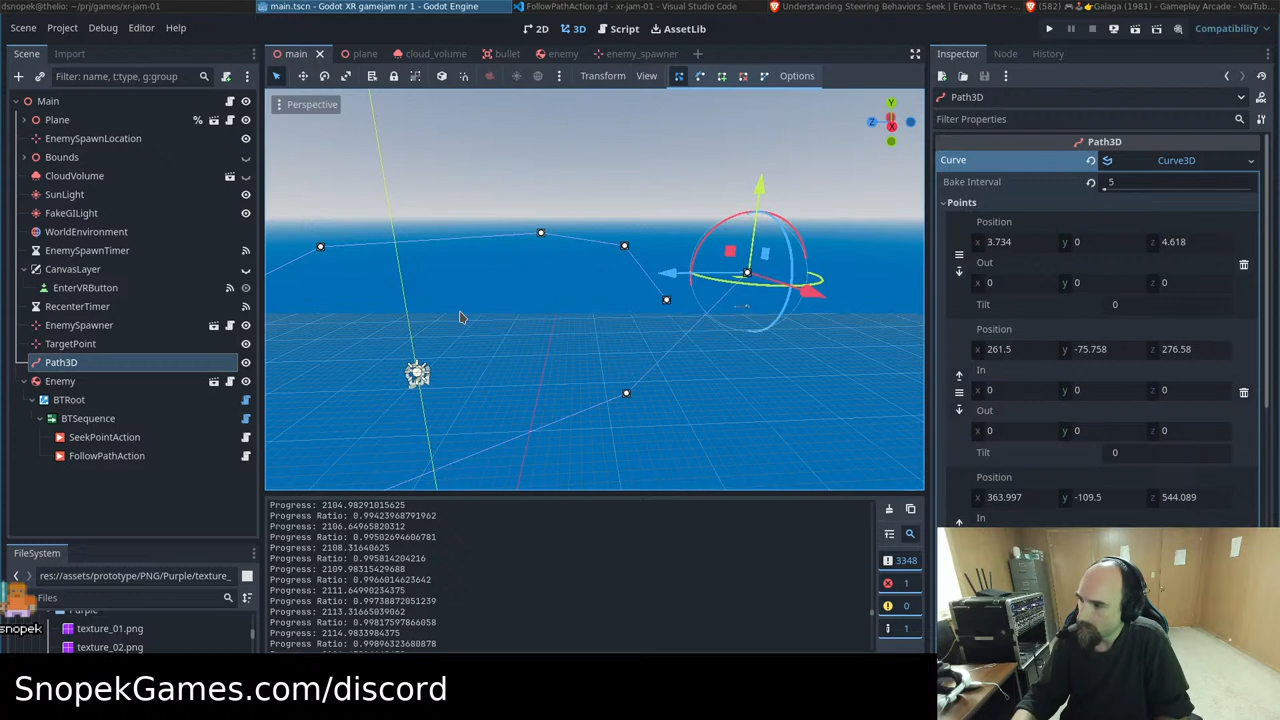 dsnopek@thelio: ~/prj/games/xr-jam-01
main.tscn - Godot XR gamejam nr 1 - Godot Engine
FollowPathAction.gd - xr-jam-01 - Visual Studio Code
Understanding Steering Behaviors: Seek | Envato Tuts+ -...
Galaga (1981) - Gameplay Arcade - YouTube...
Scene Project Debug Editor Help
2D 3D Script AssetLib
Compatibility
Scene Import
main plane cloud_volume bullet enemy enemy_spawner
Inspector Node History
Filter: name, t:type, g:group
Transform View Options
Perspective
Y
Z
X
Main
Plane
EnemySpawnLocation
Bounds
CloudVolume
SunLight
FakeGILight
WorldEnvironment
EnemySpawnTimer
CanvasLayer
EnterVRButton
RecenterTimer
EnemySpawner
TargetPoint
Path3D
Enemy
BTRoot
BTSequence
SeekPointAction
FollowPathAction
FileSystem
res://assets/prototype/PNG/Purple/texture_
Files
Purple
texture_01.png
texture_02.png
snopek
Progress: 2104.98291015625
Progress Ratio: 0.99423968791962
Progress: 2106.64965820312
Progress Ratio: 0.99502694606781
Progress: 2108.31640625
Progress Ratio: 0.995814204216
Progress: 2109.98315429688
Progress Ratio: 0.9966014623642
Progress: 2111.64990234375
Progress Ratio: 0.99738872051239
Progress: 2113.31665039062
Progress Ratio: 0.99817597866058
Progress: 2114.9833984375
Progress Ratio: 0.99896323680878
3348
1
0
1
Path3D
Filter Properties
Path3D
Curve Curve3D
Bake Interval 5
Points
Position
x 3.734 y 0 z 4.618
Out
x 0 y 0 z 0
Tilt 0
Position
x 261.5 y -75.758 z 276.58
In
x 0 y 0 z 0
Out
x 0 y 0 z 0
Tilt 0
Position
x 363.997 y -109.5 z 544.089
In
SnopekGames.com/discord